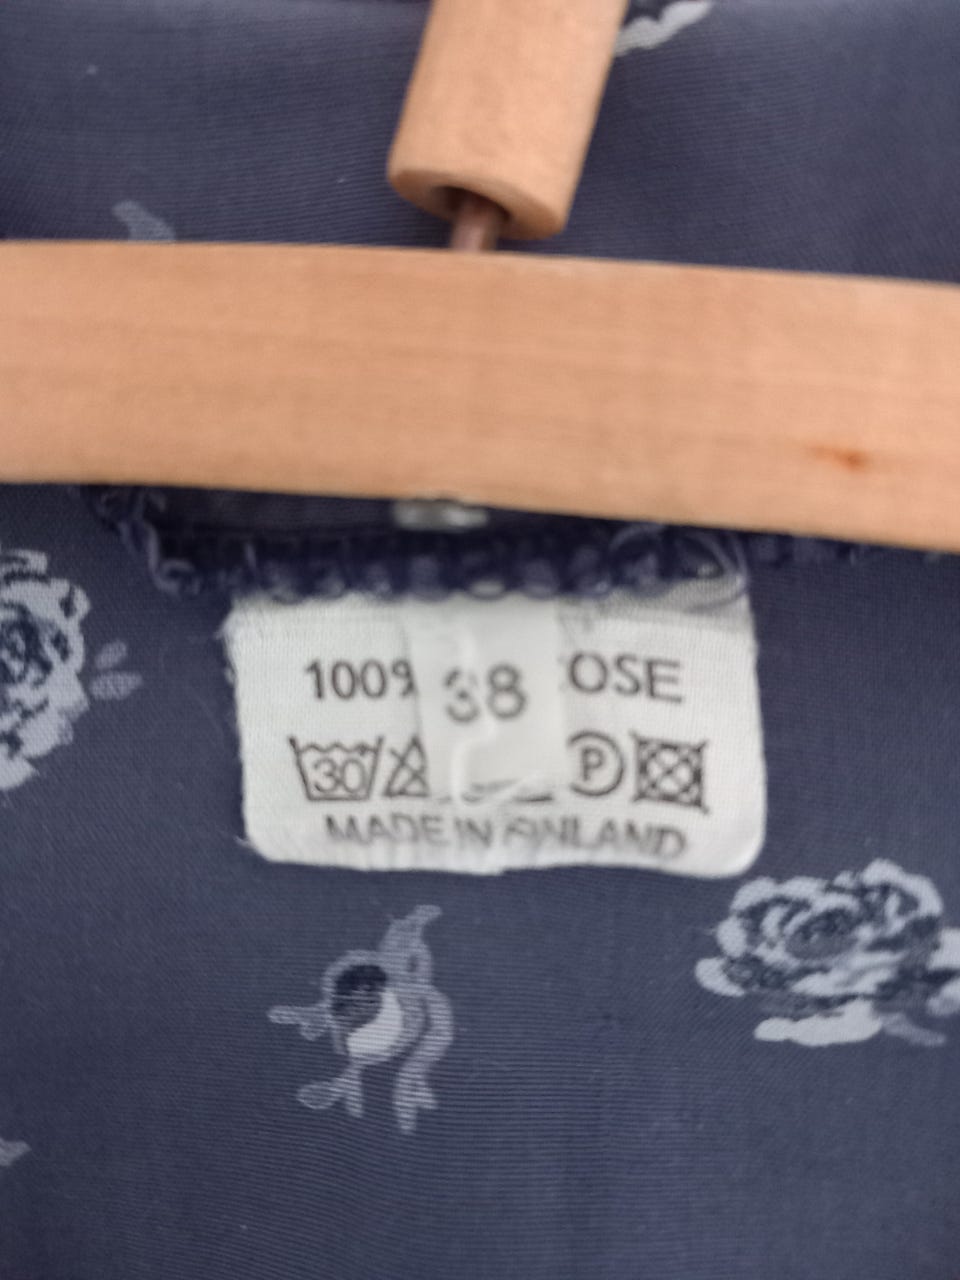 100% OSE
38
30 P
MADE IN FINLAND